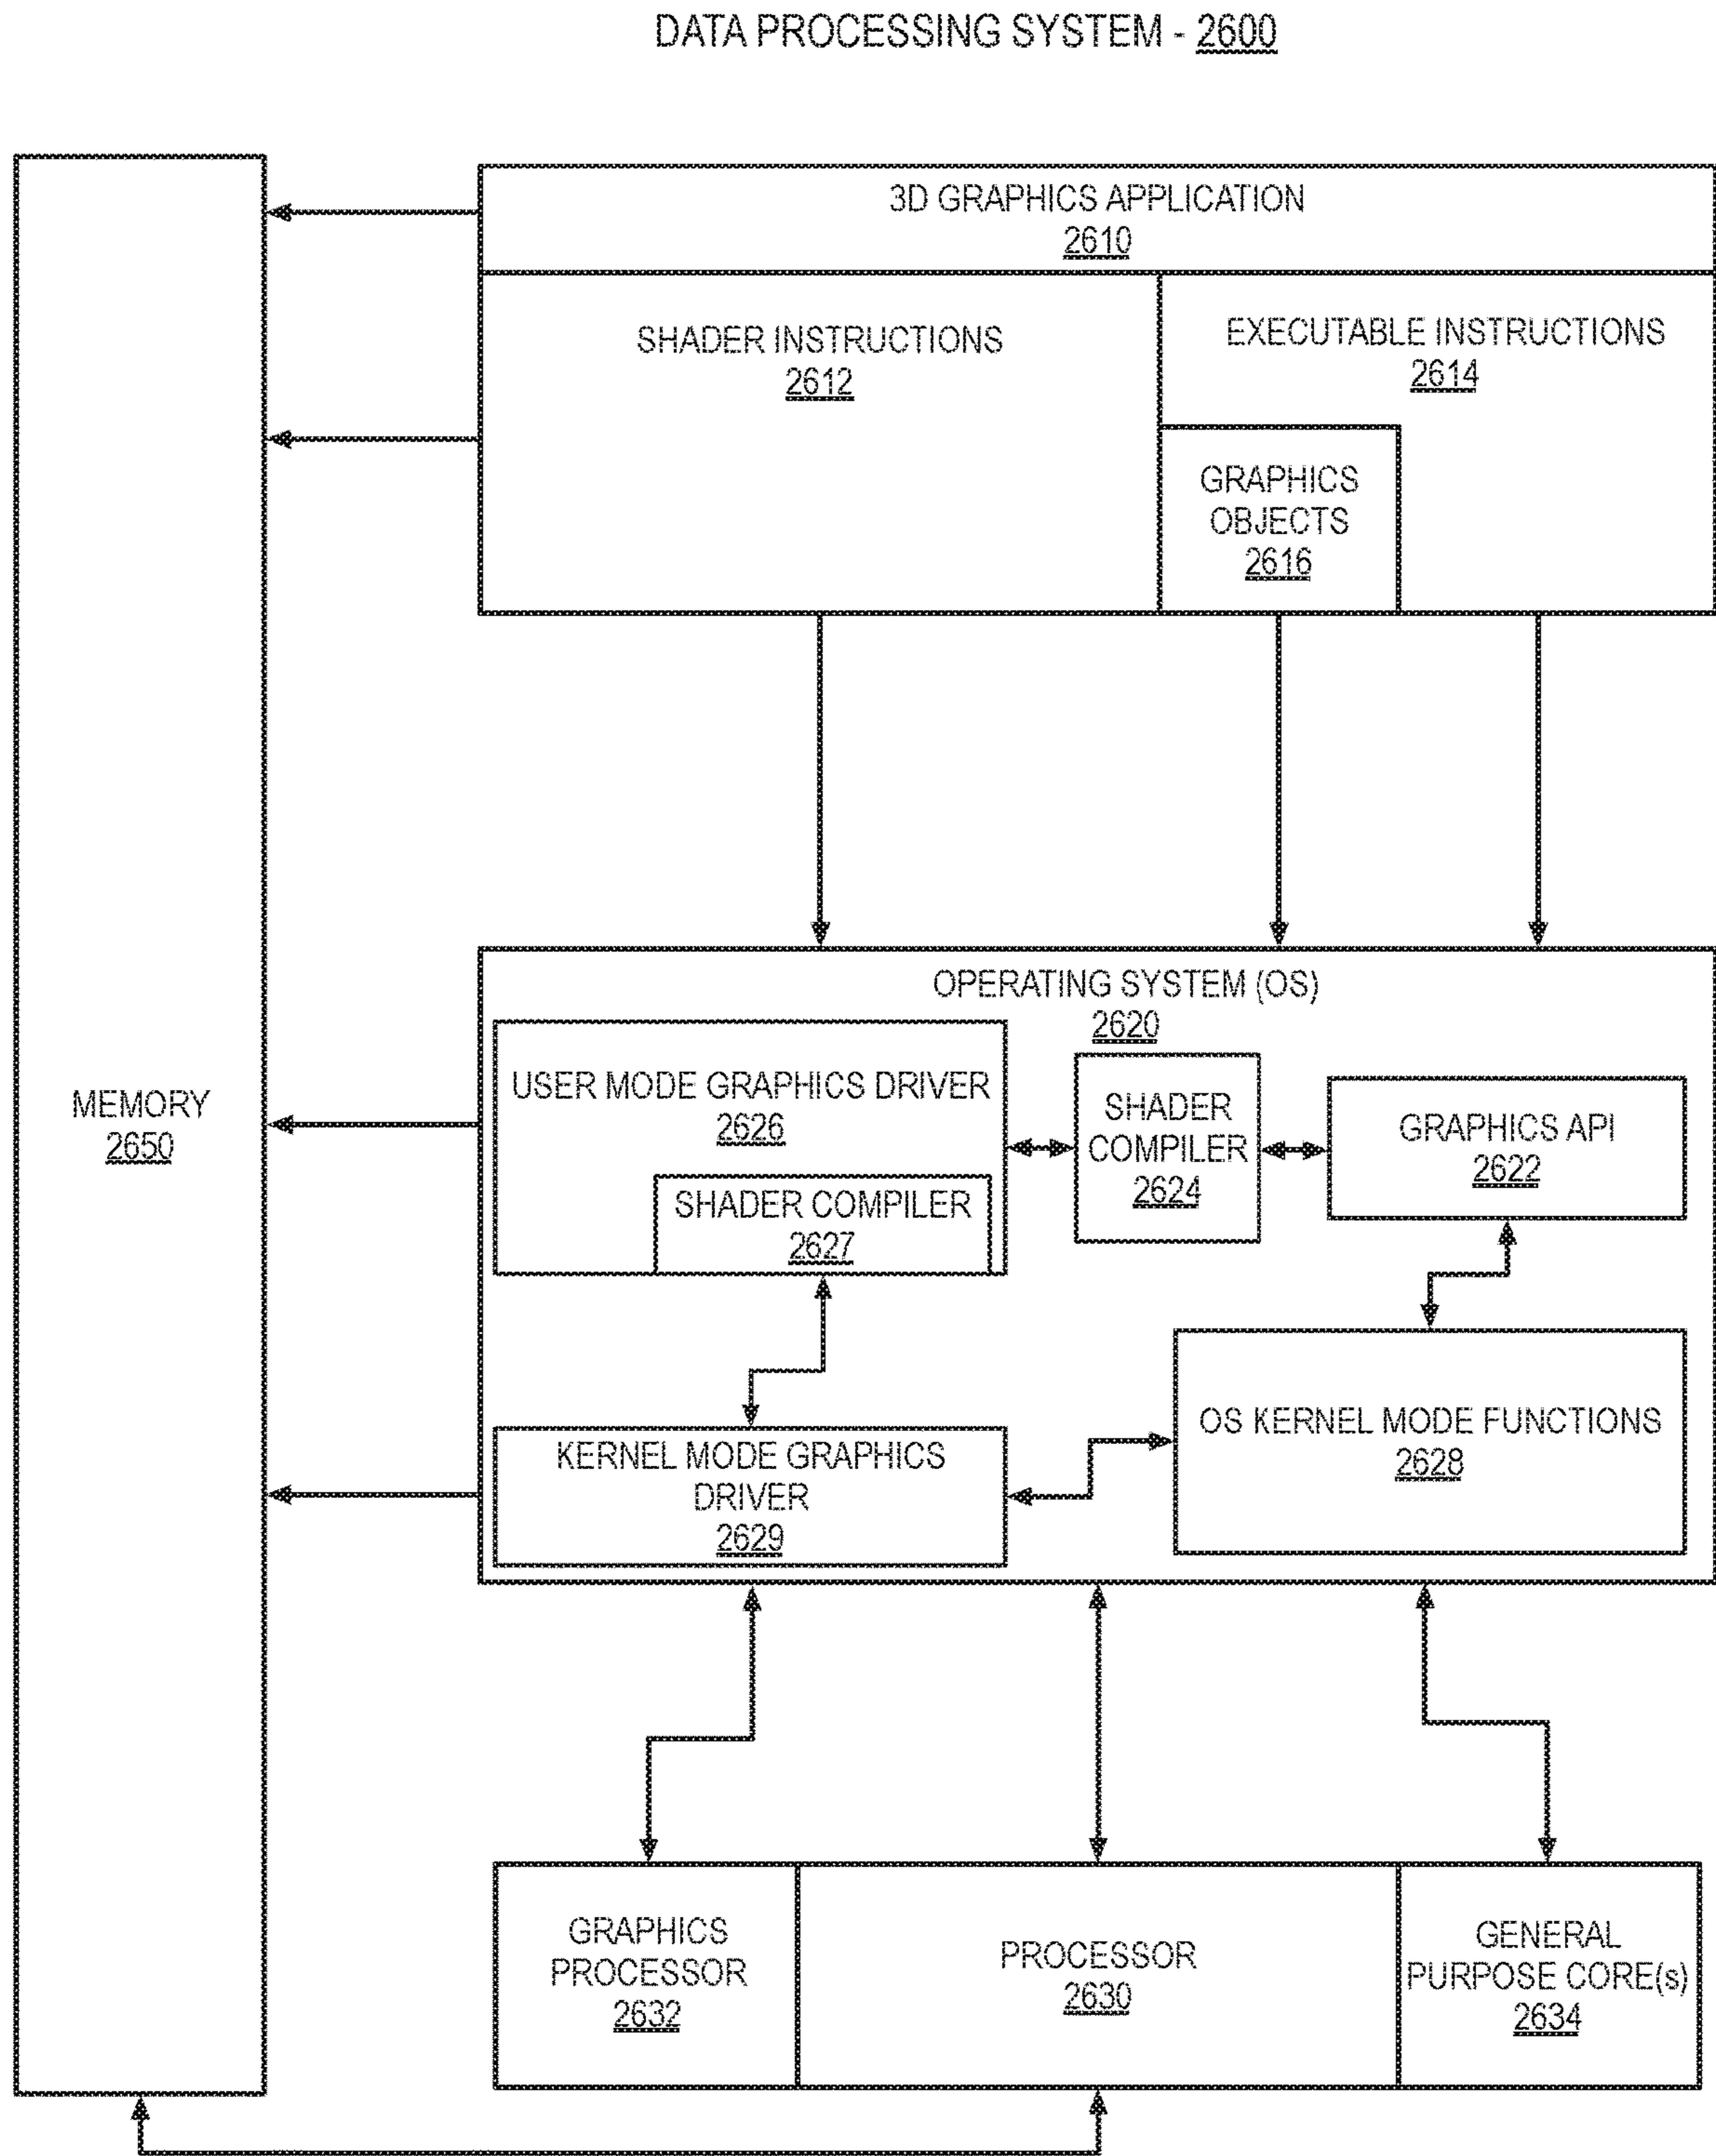 DATA PROCESSING SYSTEM - 2600
3D GRAPHICS APPLICATION
2610
SHADER INSTRUCTIONS
2612
EXECUTABLE INSTRUCTIONS
2614
GRAPHICS
OBJECTS
2616
MEMORY
2650
OPERATING SYSTEM (OS)
2620
USER MODE GRAPHICS DRIVER
2626
SHADER COMPILER
2627
SHADER
COMPILER
2624
GRAPHICS API
2622
KERNEL MODE GRAPHICS
DRIVER
2629
OS KERNEL MODE FUNCTIONS
2628
GRAPHICS
PROCESSOR
2632
PROCESSOR
2630
GENERAL
PURPOSE CORE(s)
2634